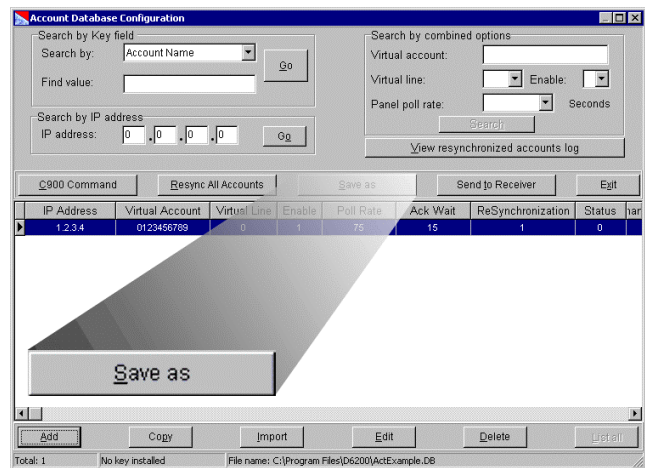 Account Database Configuration
Search by Key field
Search by: Account Name
Go
Find value:
Search by IP address
IP address: 0 . 0 . 0 . 0 Go
Search by combined options
Virtual account:
Virtual line: Enable:
Panel poll rate: Seconds
Search
View resynchronized accounts log
C900 Command Resync All Accounts Save as Send to Receiver Exit
IP Address Virtual Account Virtual Line Enable Poll Rate Ack Wait ReSynchronization Status
1.2.3.4 0123456789 0 1 75 15 1 0
Save as
Add Copy Import Edit Delete List all
Total: 1 No key installed File name: C:\Program Files\D6200\ActExample.DB